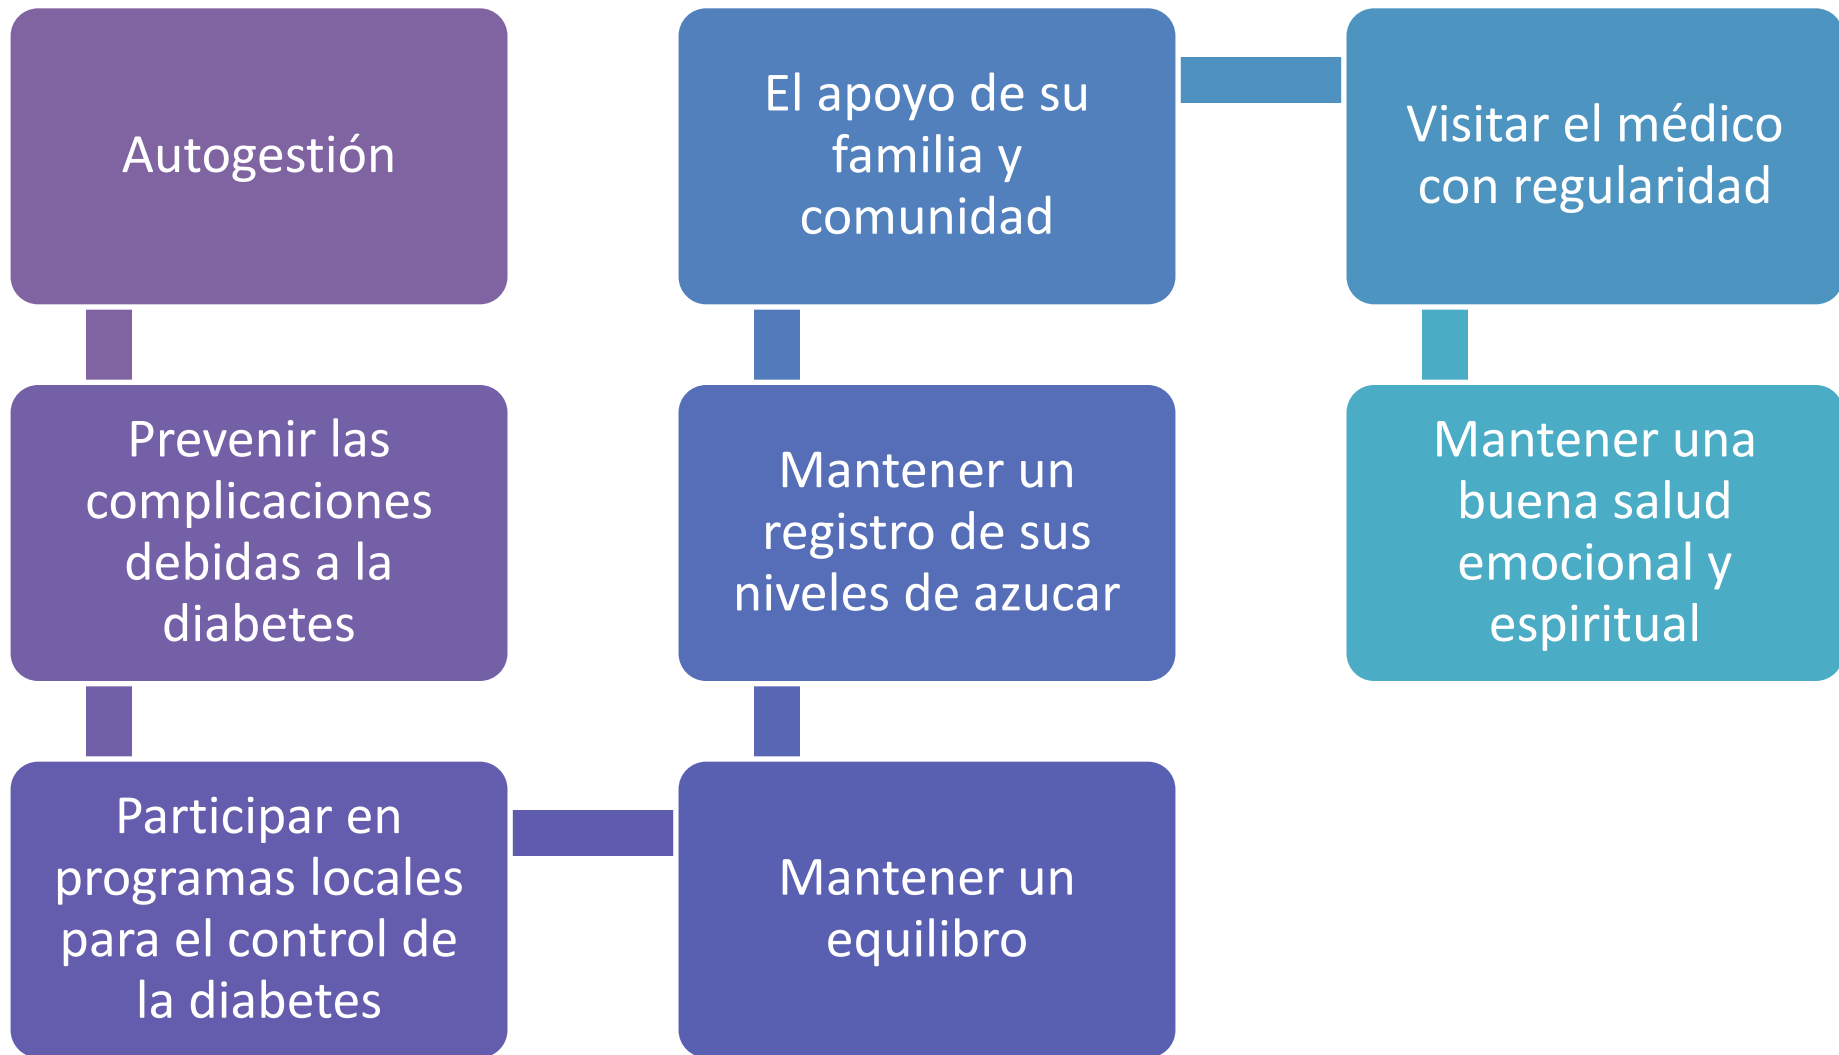 Autogestión
Prevenir las
complicaciones
debidas a la
diabetes
Participar en
programas locales
para el control de
la diabetes
Mantener un
equilibro
Mantener un
registro de sus
niveles de azucar
El apoyo de su
familia y
comunidad
Visitar el médico
con regularidad
Mantener una
buena salud
emocional y
espiritual